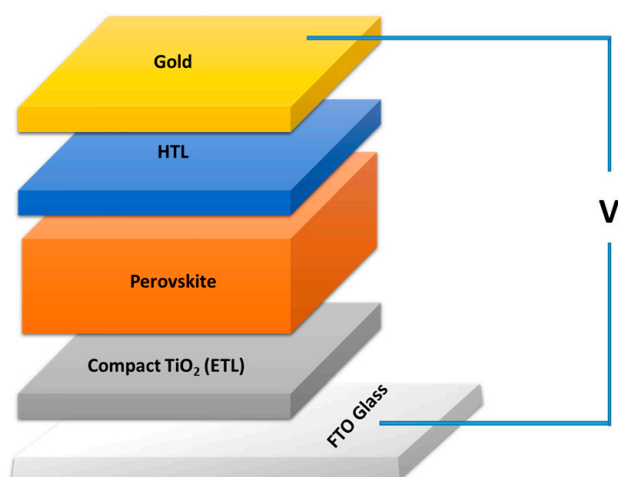 Gold
HTL
V
Perovskite
Compact TiO₂ (ETL)
FTO Glass